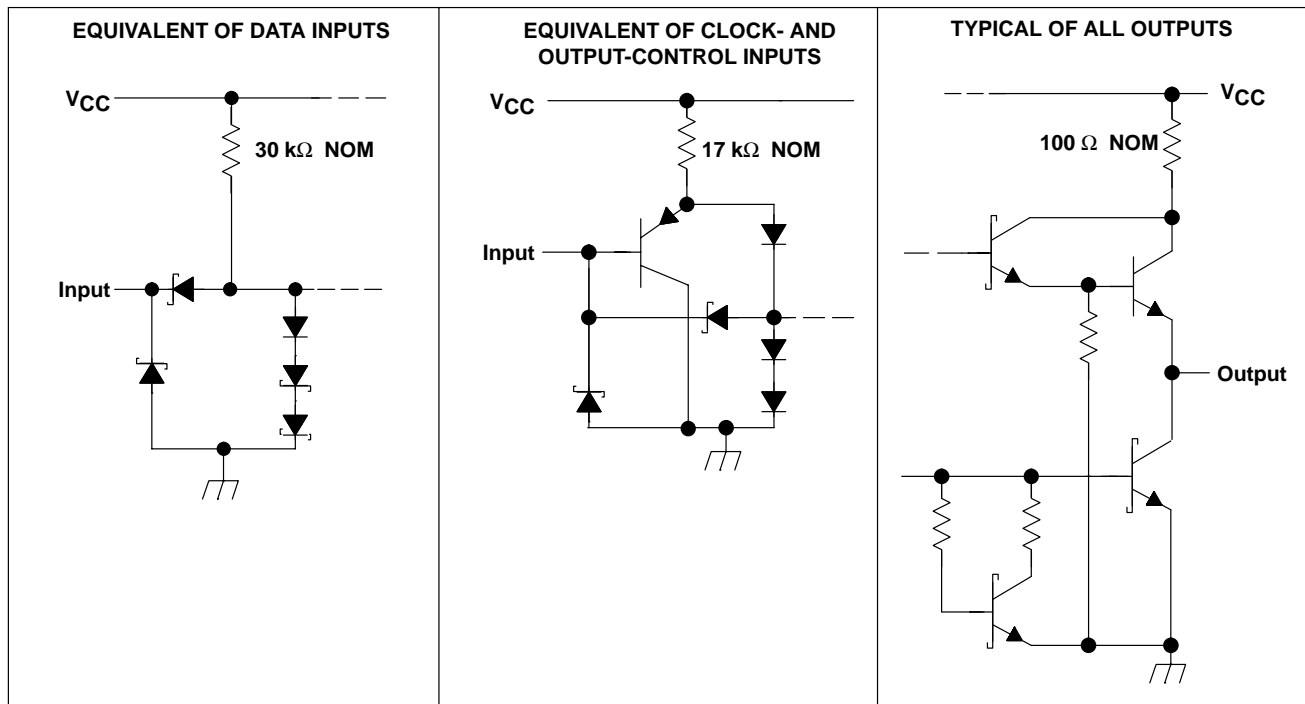 EQUIVALENT OF DATA INPUTS
VCC
30 kΩ NOM
Input
EQUIVALENT OF CLOCK- AND
OUTPUT-CONTROL INPUTS
VCC
17 kΩ NOM
Input
TYPICAL OF ALL OUTPUTS
VCC
100 Ω NOM
Output